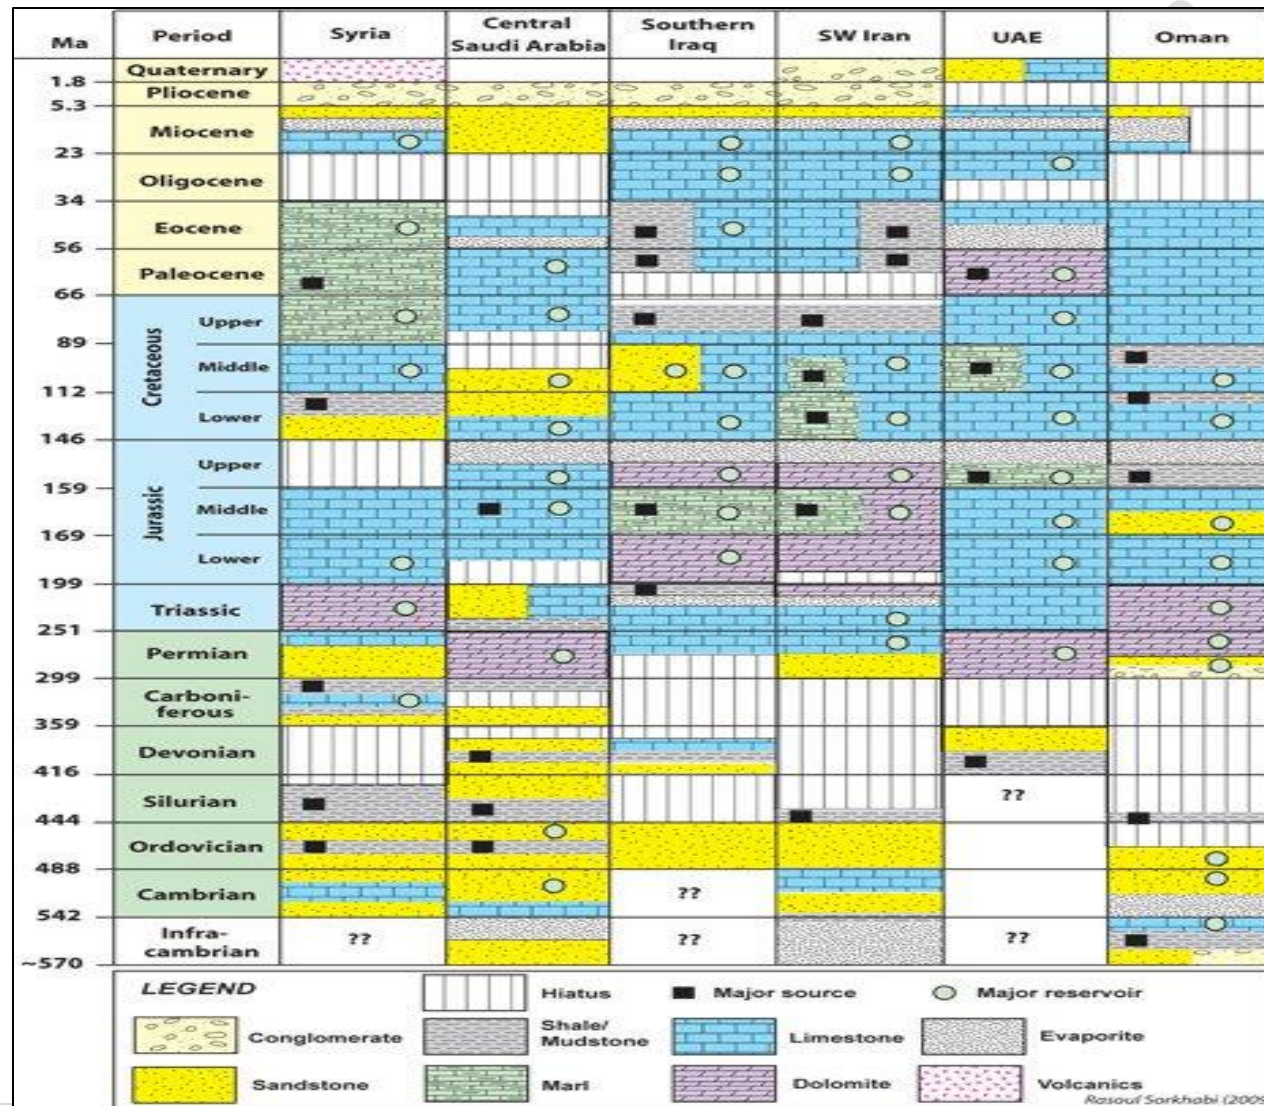 Ma Period Syria Central Saudi Arabia Southern Iraq SW Iran UAE Oman
Quaternary
1.8
Pliocene
5.3
Miocene
23
Oligocene
34
Eocene
56
Paleocene
66
Cretaceous
Upper
89
Middle
112
Lower
146
Jurassic
Upper
159
Middle
169
Lower
199
Triassic
251
Permian
299
Carboni-
ferous
359
Devonian
416
Silurian ??
444
Ordovician
488
Cambrian ??
542
Infra-
cambrian ?? ?? ??
~570
LEGEND
Hiatus Major source Major reservoir
Conglomerate Shale/
Mudstone Limestone Evaporite
Sandstone Marl Dolomite Volcanics
Rasoul Sorkhabi (2009